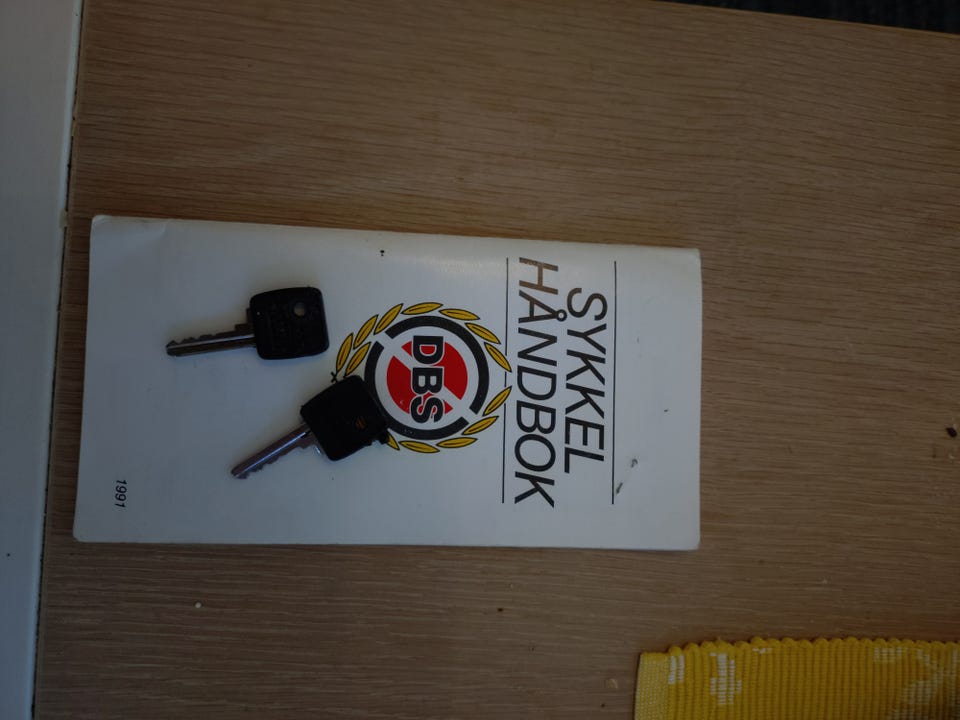 SYKKEL
HÅNDBOK
DBS
1991